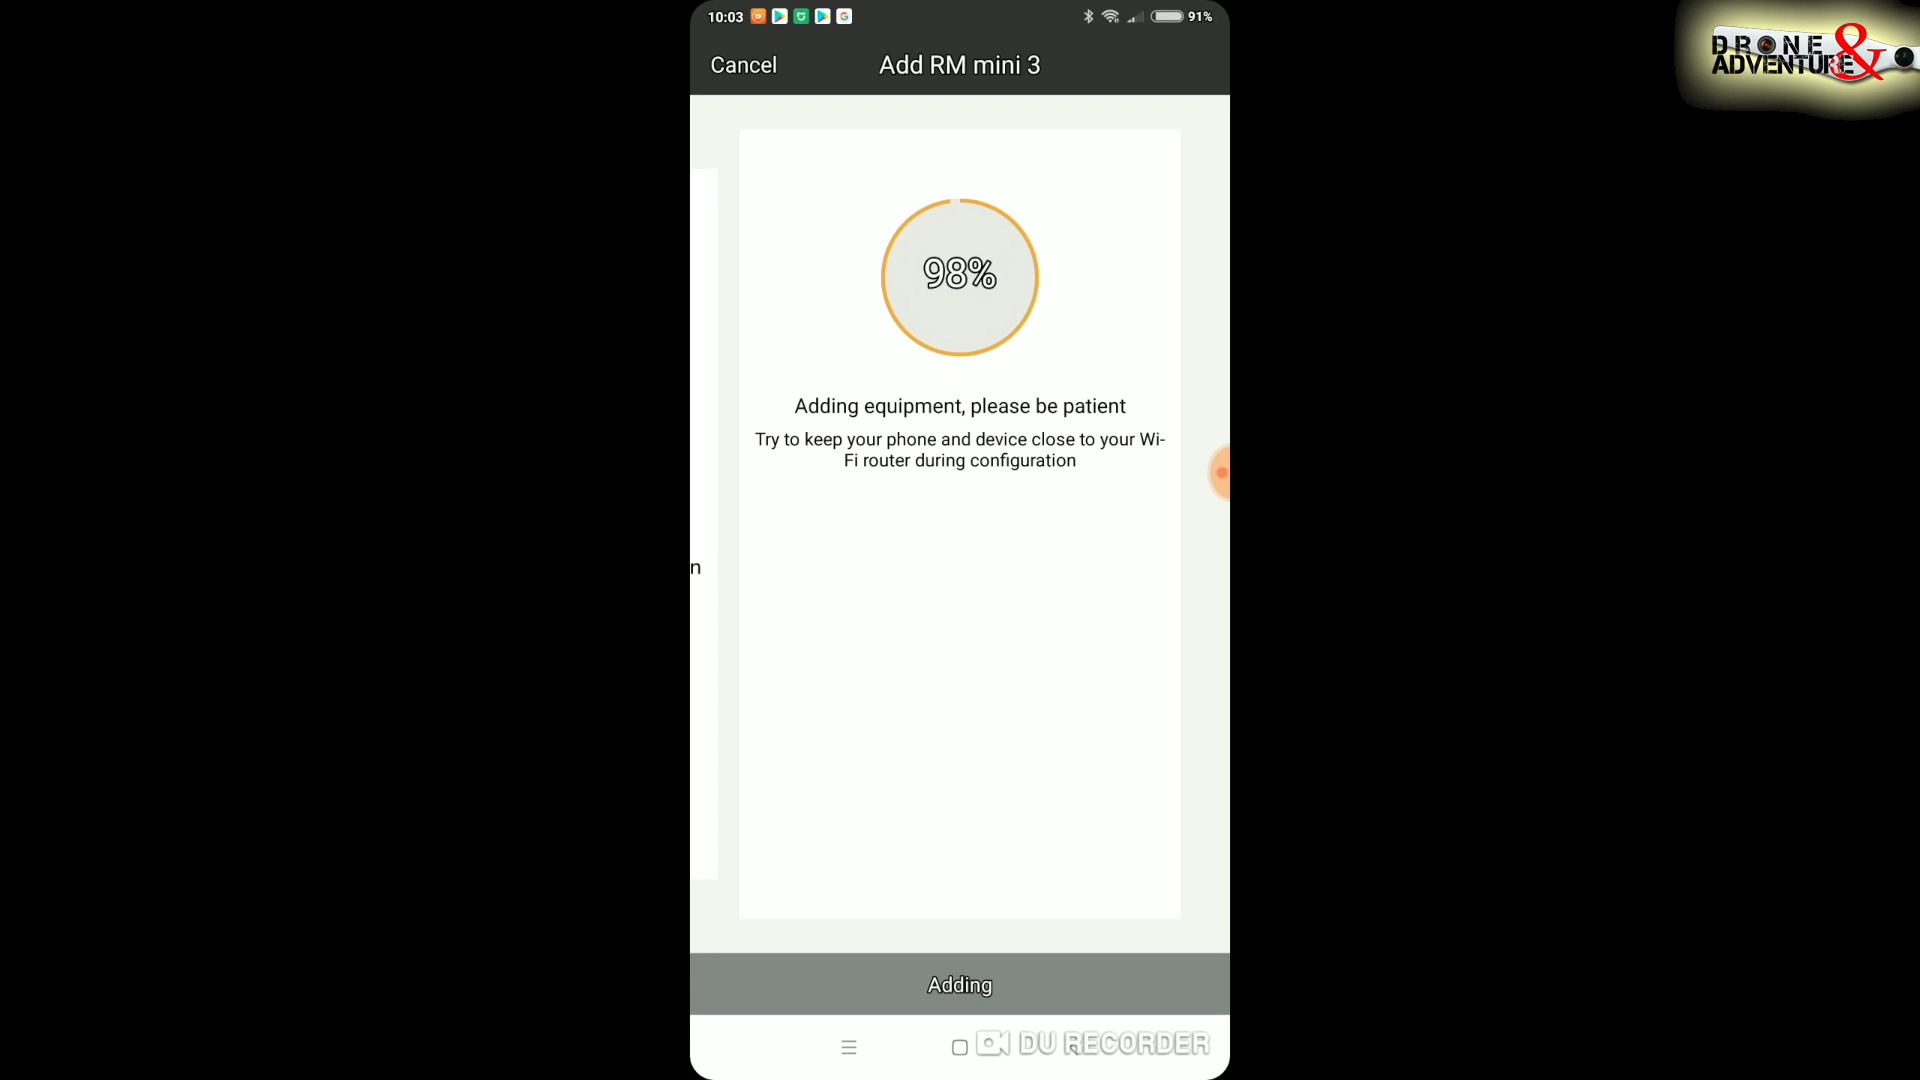 10:03
91%
Cancel
Add RM mini 3
98%
Adding equipment, please be patient
Try to keep your phone and device close to your Wi-
Fi router during configuration
n
Adding
DU RECORDER
DRONE &
ADVENTURE